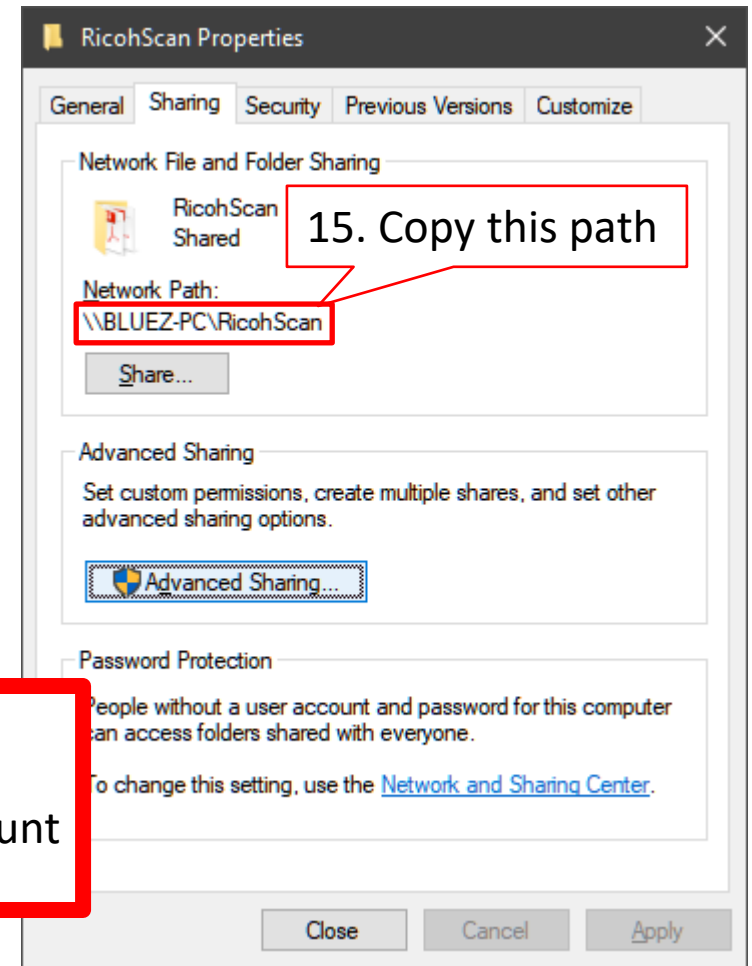 RicohScan Properties
General Sharing Security Previous Versions Customize
Network File and Folder Sharing
RicohScan
Shared
15. Copy this path
Network Path:
\\BLUEZ-PC\RicohScan
Share...
Advanced Sharing
Set custom permissions, create multiple shares, and set other
advanced sharing options.
Advanced Sharing...
Password Protection
People without a user account and password for this computer
can access folders shared with everyone.
To change this setting, use the Network and Sharing Center.
unt
Close Cancel Apply